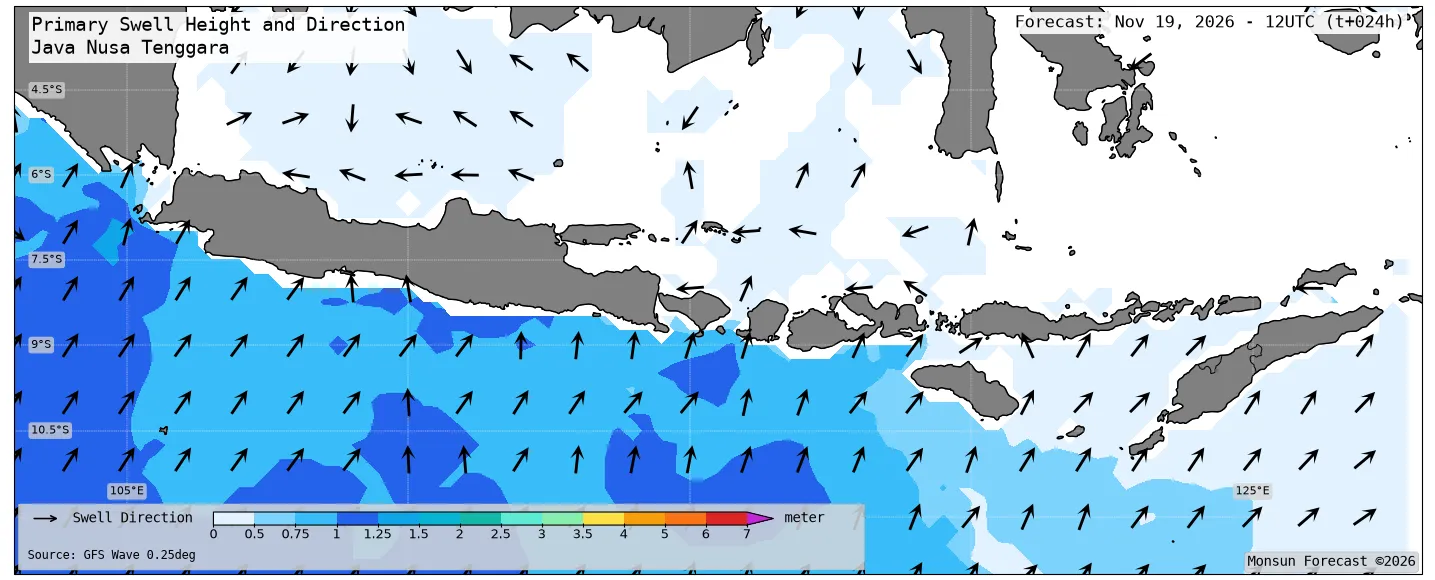 Primary Swell Height and Direction
Java Nusa Tenggara
Forecast: Nov 19, 2026 - 12UTC (t+024h)
4.5°S
6°S
7.5°S
9°S
10.5°S
105°E
125°E
Swell Direction
0 0.5 0.75 1 1.25 1.5 2 2.5 3 3.5 4 5 6 7
meter
Source: GFS Wave 0.25deg
Monsun Forecast ©2026